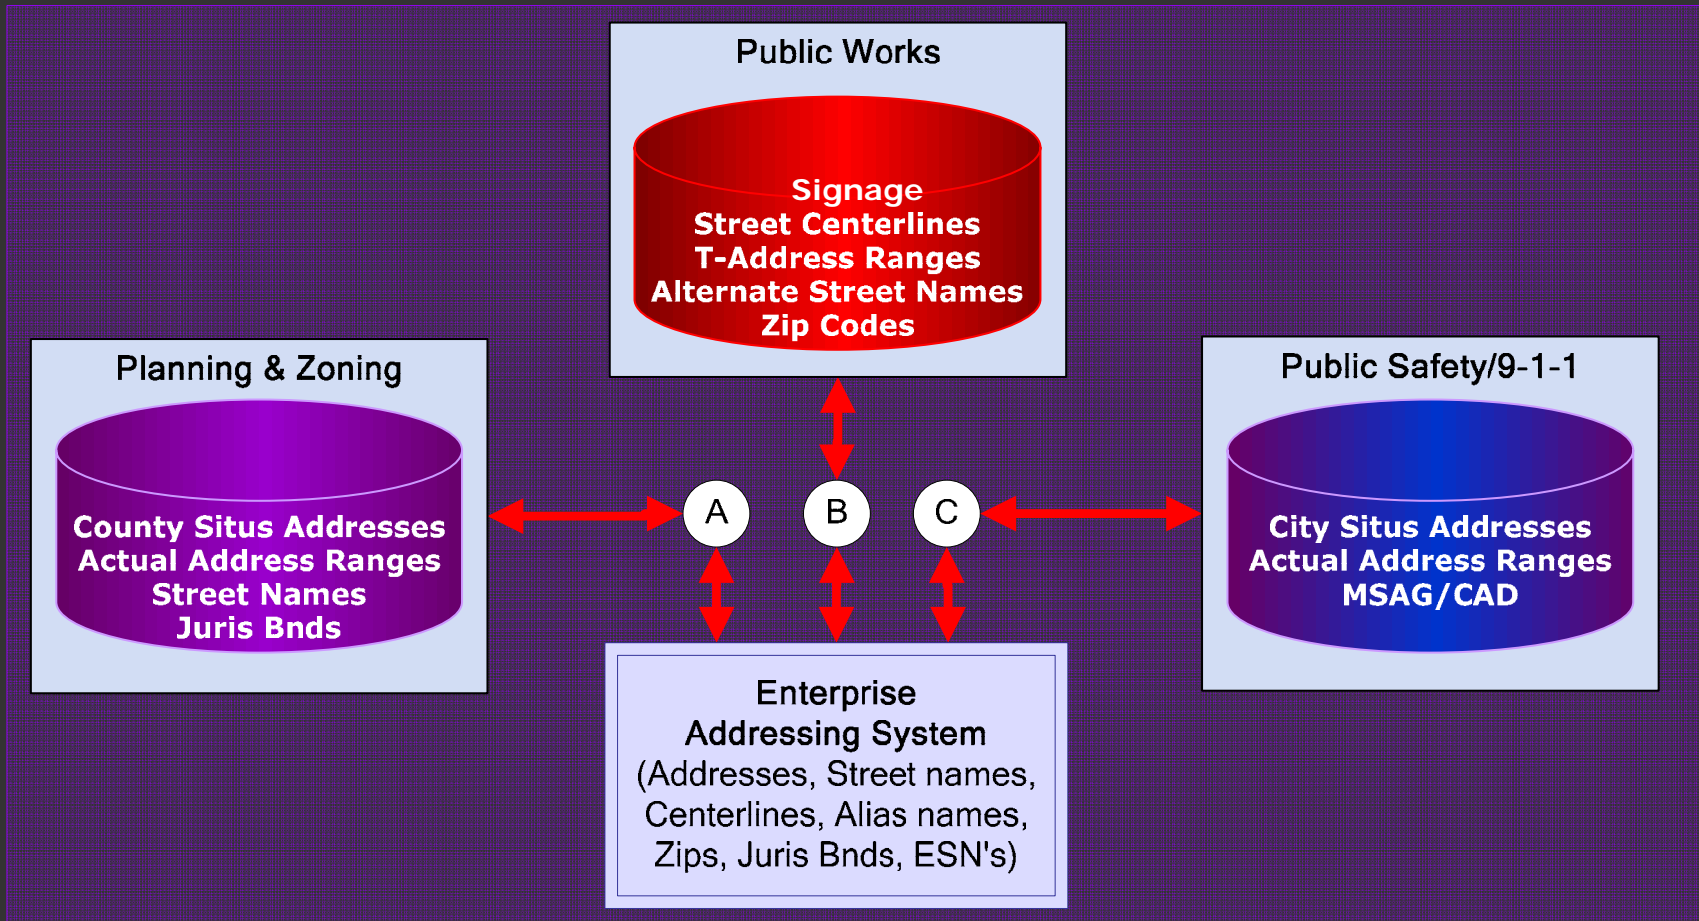 Public Works
Signage
Street Centerlines
T-Address Ranges
Alternate Street Names
Zip Codes
Planning & Zoning
County Situs Addresses
Actual Address Ranges
Street Names
Juris Bnds
Public Safety/9-1-1
City Situs Addresses
Actual Address Ranges
MSAG/CAD
A
B
C
Enterprise
Addressing System
(Addresses, Street names,
Centerlines, Alias names,
Zips, Juris Bnds, ESN's)